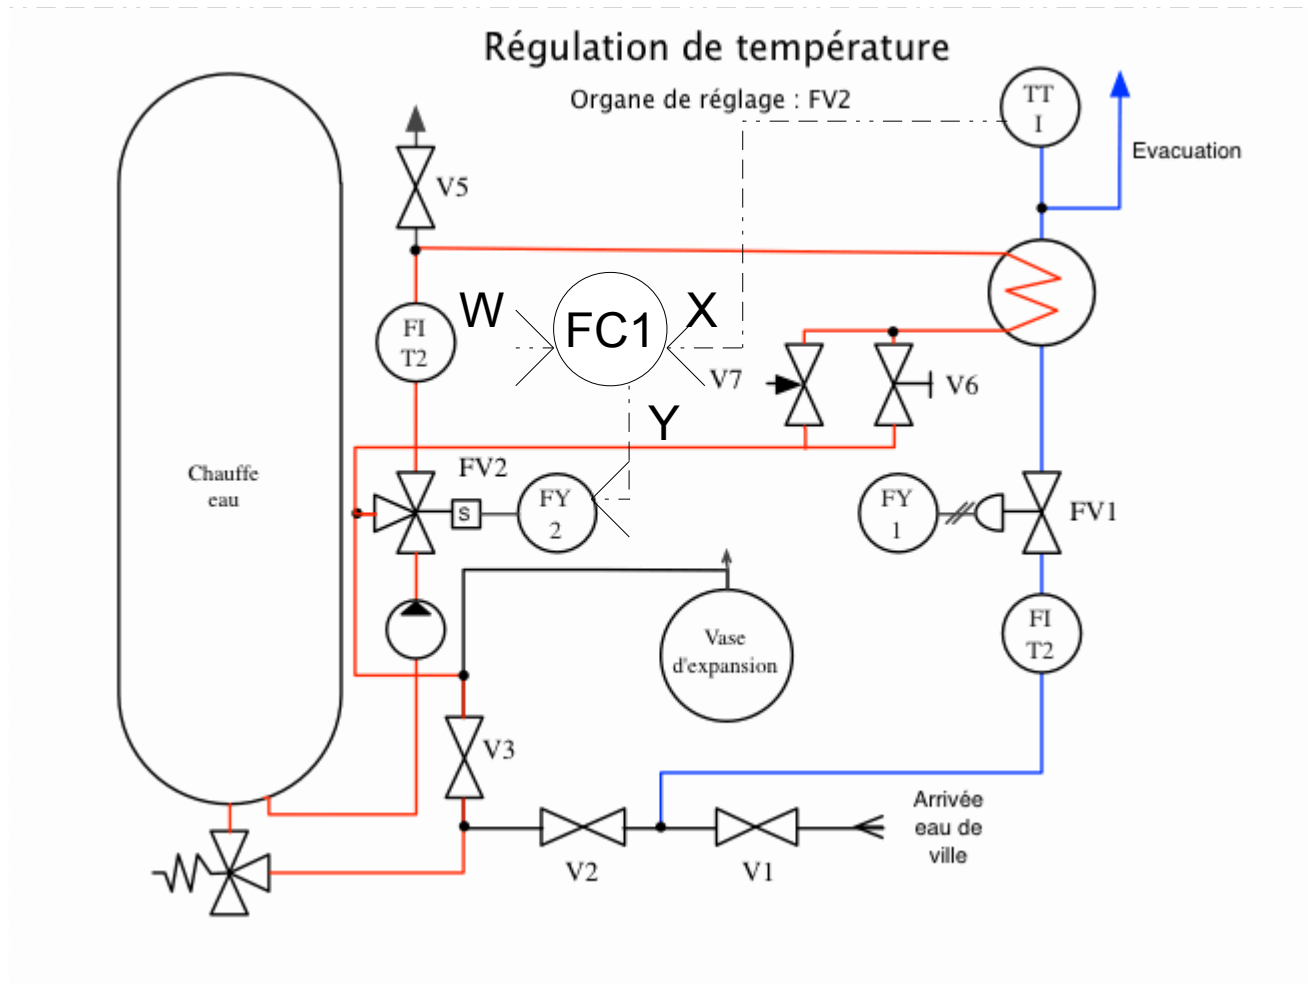 Régulation de température
Organe de réglage : FV2
TT
I
Evacuation
V5
W
X
FC1
FI
T2
V7
V6
Y
Chauffe
eau
FV2
S
FY
2
FY
1
FV1
FI
T2
Vase
d'expansion
V3
Arrivée
eau de
ville
V2
V1